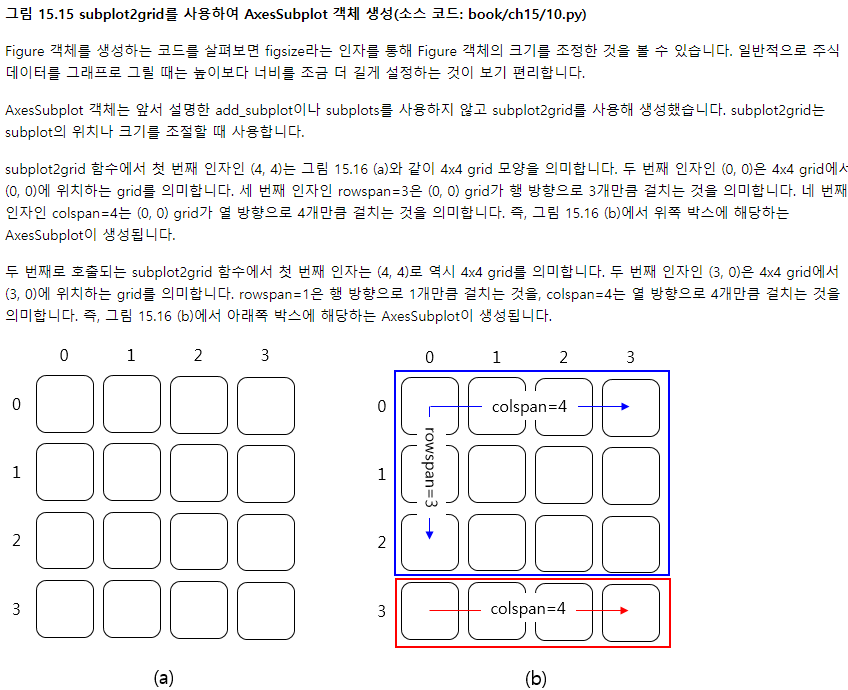 그림 15.15 subplot2grid를 사용하여 AxesSubplot 객체 생성(소스 코드: book/ch15/10.py)
Figure 객체를 생성하는 코드를 살펴보면 figsize라는 인자를 통해 Figure 객체의 크기를 조정한 것을 볼 수 있습니다. 일반적으로 주식
데이터를 그래프로 그릴 때는 높이보다 너비를 조금 더 길게 설정하는 것이 보기 편리합니다.
AxesSubplot 객체는 앞서 설명한 add_subplot이나 subplots를 사용하지 않고 subplot2grid를 사용해 생성했습니다. subplot2grid는
subplot의 위치나 크기를 조절할 때 사용합니다.
subplot2grid 함수에서 첫 번째 인자인 (4, 4)는 그림 15.16 (a)와 같이 4x4 grid 모양을 의미합니다. 두 번째 인자인 (0, 0)은 4x4 grid에서
(0, 0)에 위치하는 grid를 의미합니다. 세 번째 인자인 rowspan=3은 (0, 0) grid가 행 방향으로 3개만큼 걸치는 것을 의미합니다. 네 번째
인자인 colspan=4는 (0, 0) grid가 열 방향으로 4개만큼 걸치는 것을 의미합니다. 즉, 그림 15.16 (b)에서 위쪽 박스에 해당하는
AxesSubplot이 생성됩니다.
두 번째로 호출되는 subplot2grid 함수에서 첫 번째 인자는 (4, 4)로 역시 4x4 grid를 의미합니다. 두 번째 인자인 (3, 0)은 4x4 grid에서
(3, 0)에 위치하는 grid를 의미합니다. rowspan=1은 행 방향으로 1개만큼 걸치는 것을, colspan=4는 열 방향으로 4개만큼 걸치는 것을
의미합니다. 즉, 그림 15.16 (b)에서 아래쪽 박스에 해당하는 AxesSubplot이 생성됩니다.
0 1 2 3
0
1
2
3
(a)
0 1 2 3
0
colspan=4
rowspan=3
1
2
3
colspan=4
(b)